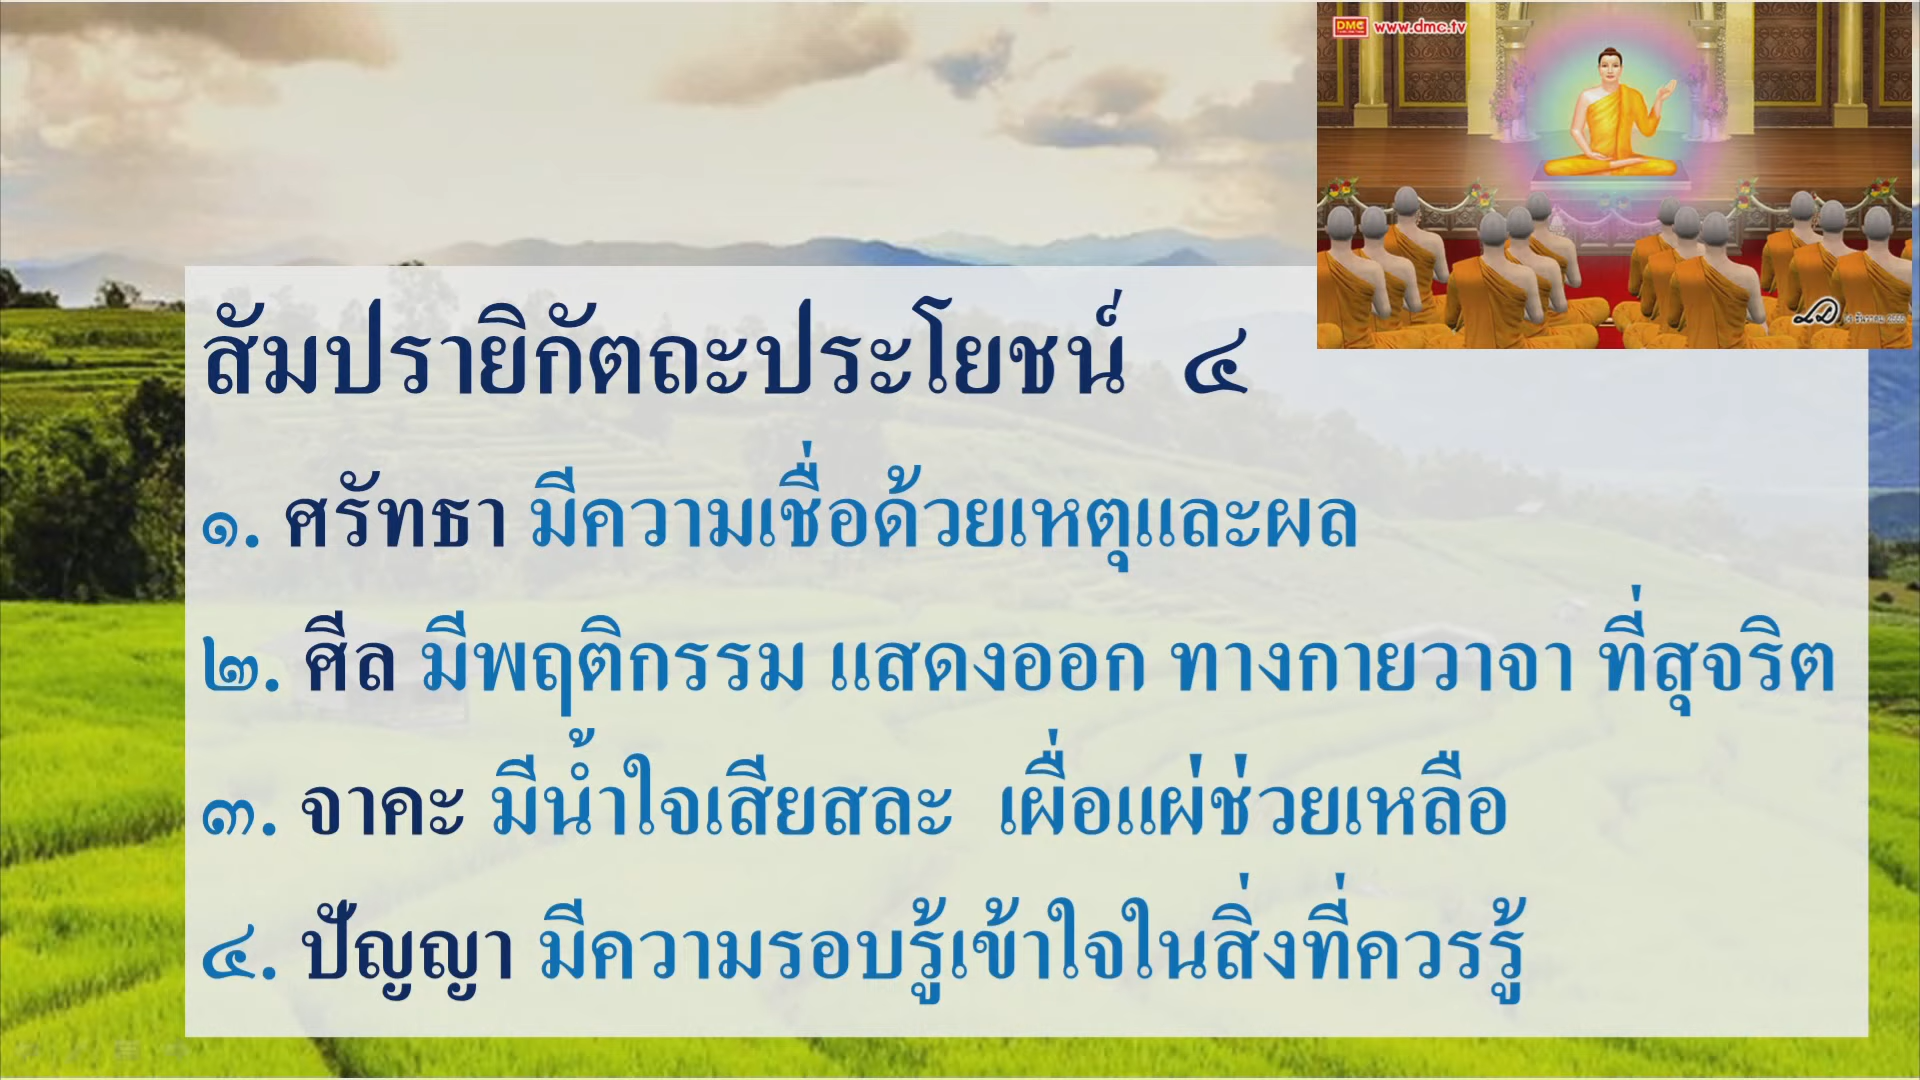 DMC www.dmc.tv
สัมปรายิกัตถะประโยชน์ ๔
๑. ศรัทธา มีความเชื่อด้วยเหตุและผล
๒. ศีล มีพฤติกรรม แสดงออก ทางกายวาจา ที่สุจริต
๓. จาคะ มีน้ำใจเสียสละ เผื่อแผ่ช่วยเหลือ
๔. ปัญญา มีความรอบรู้เข้าใจในสิ่งที่ควรรู้